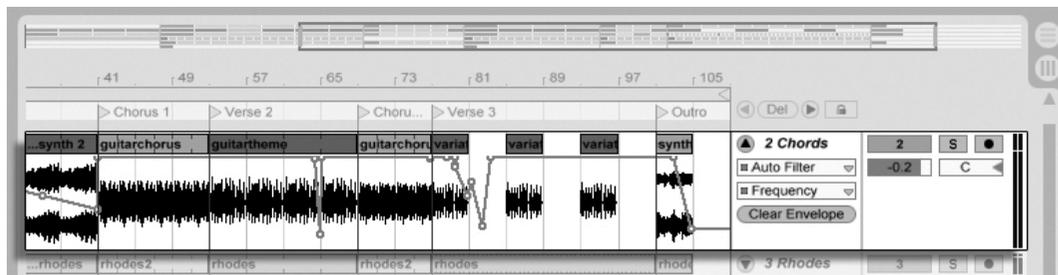 41 49 57 65 73 81 89 97 105
Chorus 1 Verse 2 Choru... Verse 3 Outro Del
...synth 2 guitarchorus guitartheme guitarchoru variat variat variat synth 2 Chords 2 S
Auto Filter -0.2 C
Frequency
Clear Envelope
...rhodes rhodes2 rhodes rhodes2 rhodes rhode 3 Rhodes 3 S